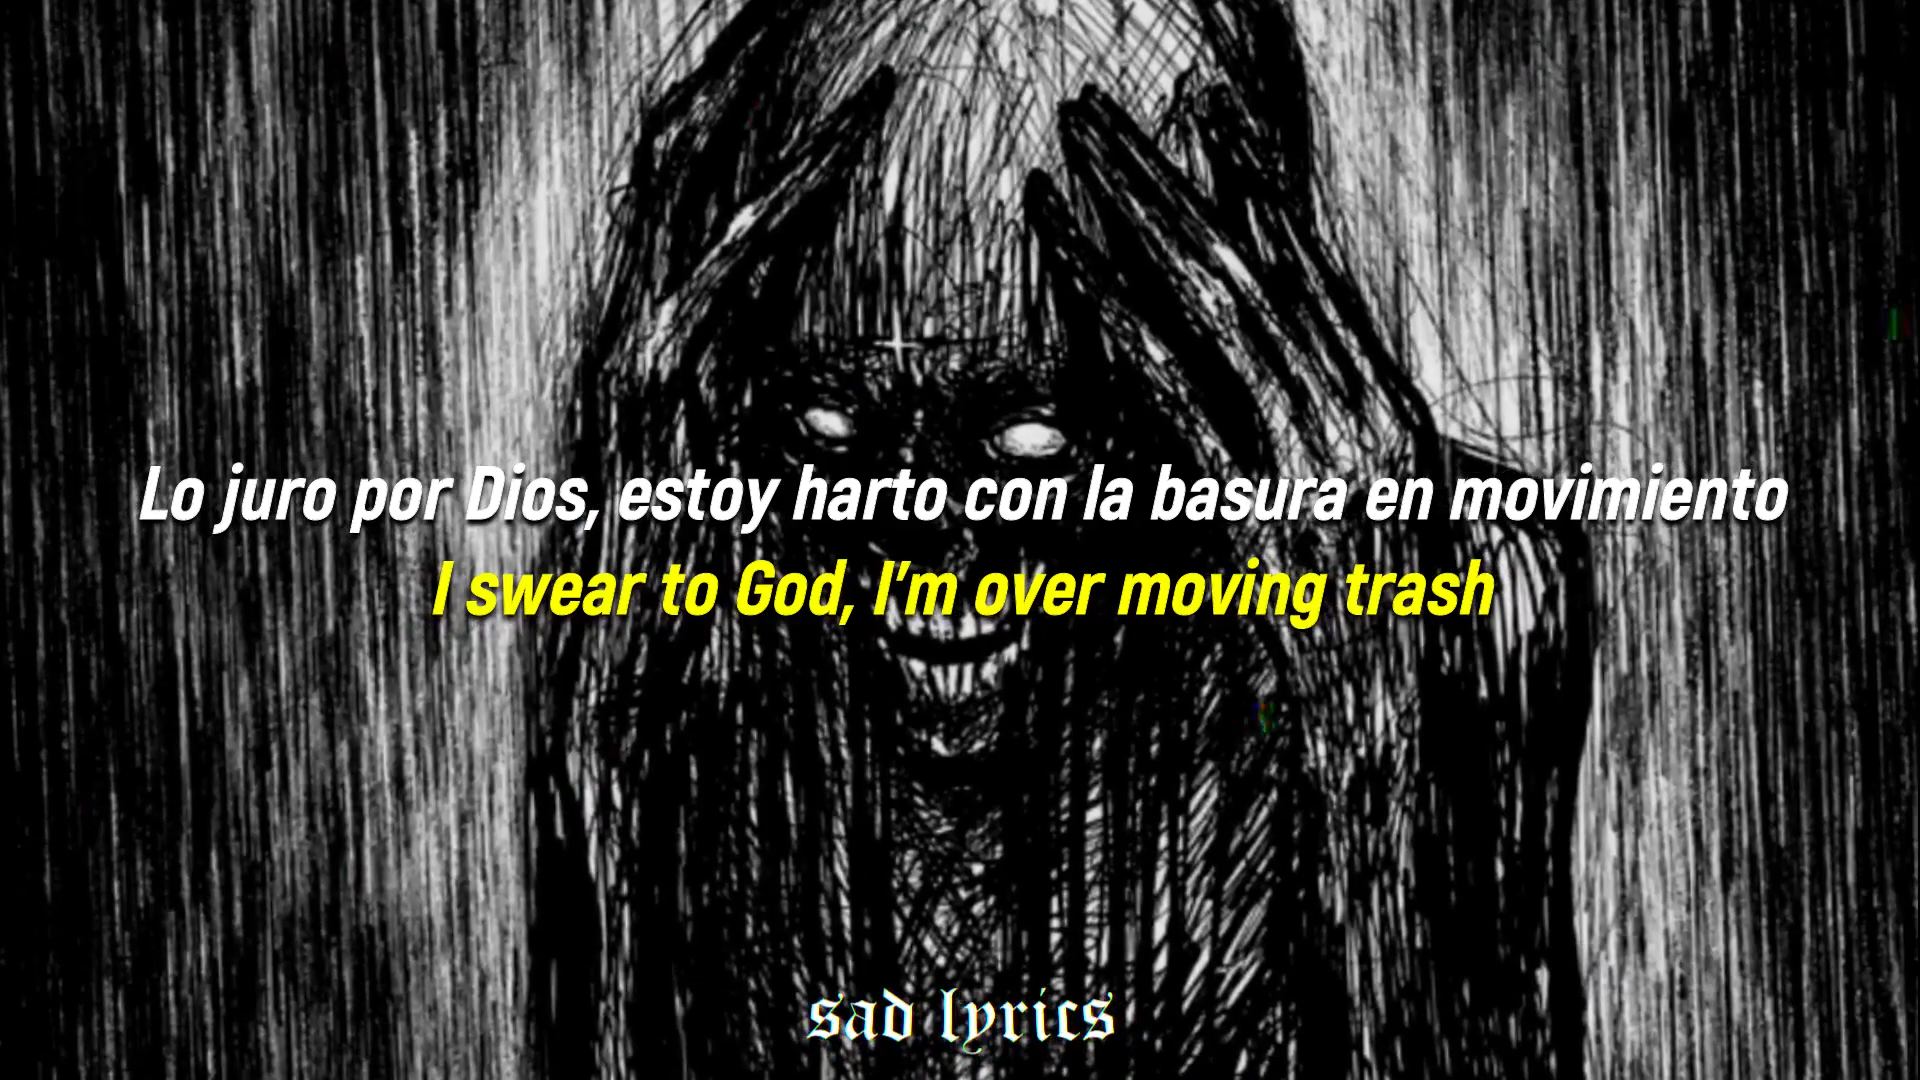 Lo juro por Dios, estoy harto con la basura en movimiento
I swear to God, I'm over moving trash
sad lyrics